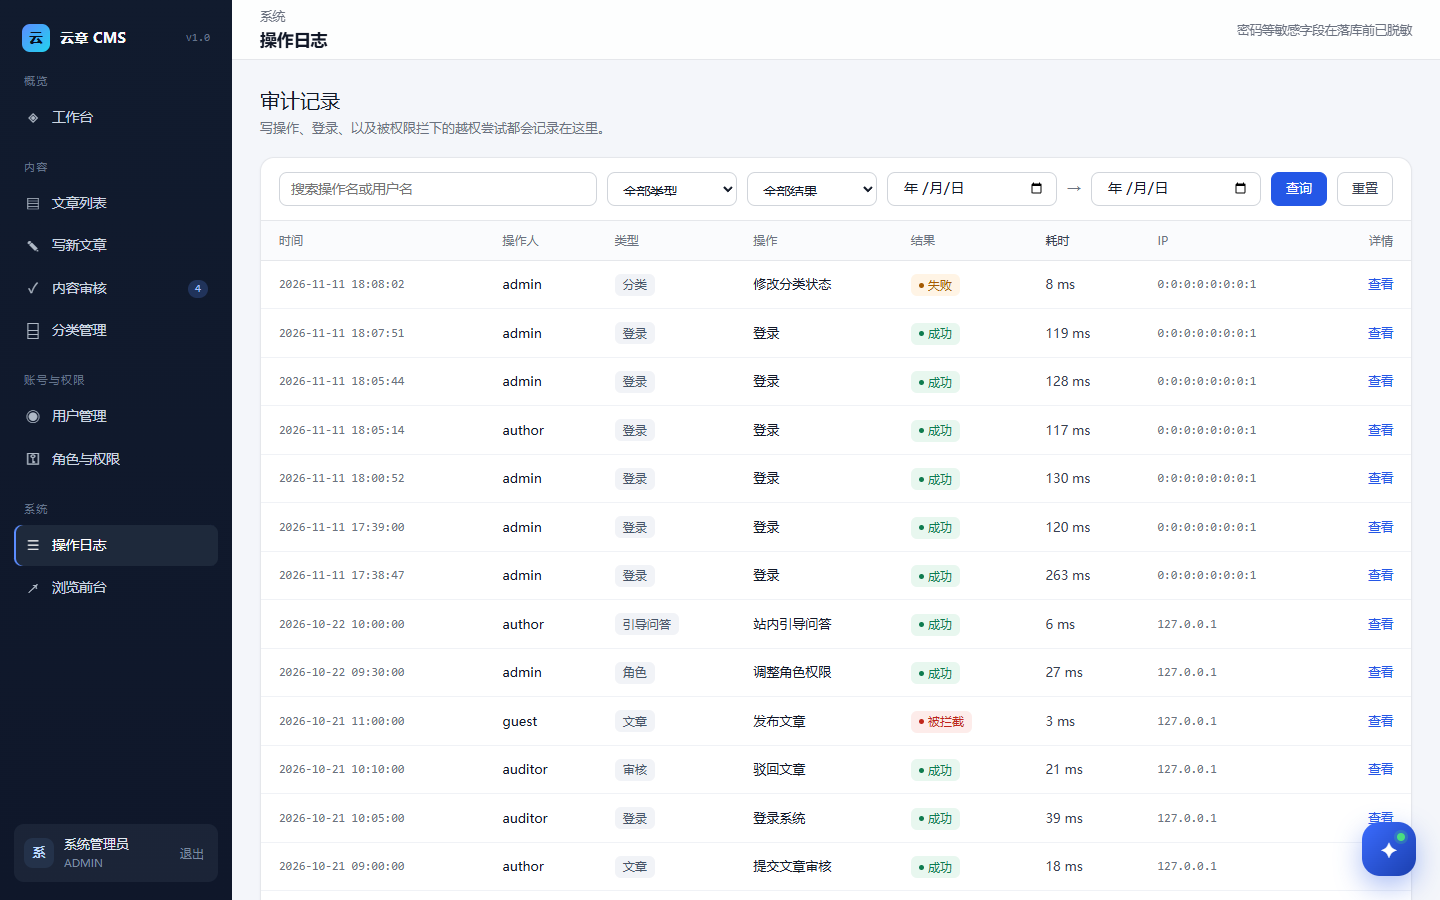 云 云章 CMS v1.0
概览
工作台
内容
文章列表
写新文章
内容审核 4
分类管理
账号与权限
用户管理
角色与权限
系统
操作日志
浏览前台
系 系统管理员
ADMIN
退出
系统
操作日志
密码等敏感字段在落库前已脱敏
审计记录
写操作、登录、以及被权限拦下的越权尝试都会记录在这里。
搜索操作名或用户名 全部类型 全部结果 年 /月/日 → 年 /月/日 查询 重置
时间 操作人 类型 操作 结果 耗时 IP 详情
2026-11-11 18:08:02 admin 分类 修改分类状态 失败 8 ms 0:0:0:0:0:0:0:1 查看
2026-11-11 18:07:51 admin 登录 登录 成功 119 ms 0:0:0:0:0:0:0:1 查看
2026-11-11 18:05:44 admin 登录 登录 成功 128 ms 0:0:0:0:0:0:0:1 查看
2026-11-11 18:05:14 author 登录 登录 成功 117 ms 0:0:0:0:0:0:0:1 查看
2026-11-11 18:00:52 admin 登录 登录 成功 130 ms 0:0:0:0:0:0:0:1 查看
2026-11-11 17:39:00 admin 登录 登录 成功 120 ms 0:0:0:0:0:0:0:1 查看
2026-11-11 17:38:47 admin 登录 登录 成功 263 ms 0:0:0:0:0:0:0:1 查看
2026-10-22 10:00:00 author 引导问答 站内引导问答 成功 6 ms 127.0.0.1 查看
2026-10-22 09:30:00 admin 角色 调整角色权限 成功 27 ms 127.0.0.1 查看
2026-10-21 11:00:00 guest 文章 发布文章 被拦截 3 ms 127.0.0.1 查看
2026-10-21 10:10:00 auditor 审核 驳回文章 成功 21 ms 127.0.0.1 查看
2026-10-21 10:05:00 auditor 登录 登录系统 成功 39 ms 127.0.0.1 查看
2026-10-21 09:00:00 author 文章 提交文章审核 成功 18 ms 127.0.0.1